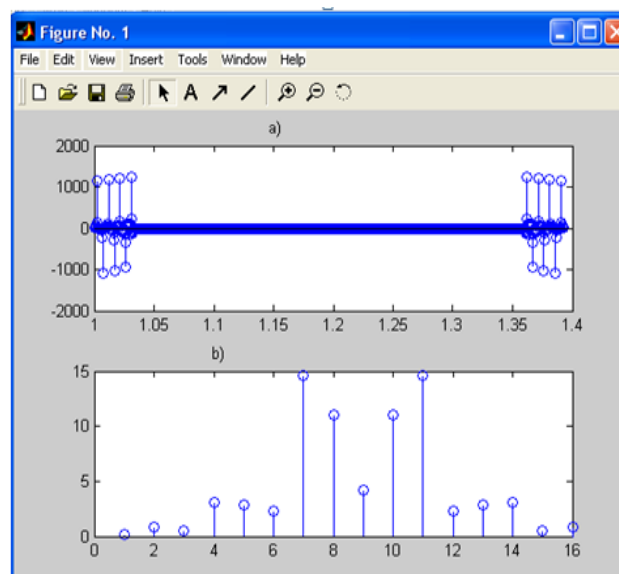 Figure No. 1
File Edit View Insert Tools Window Help
A
a)
2000
1000
0
-1000
-2000
1 1.05 1.1 1.15 1.2 1.25 1.3 1.35 1.4
b)
15
10
5
0
0 2 4 6 8 10 12 14 16